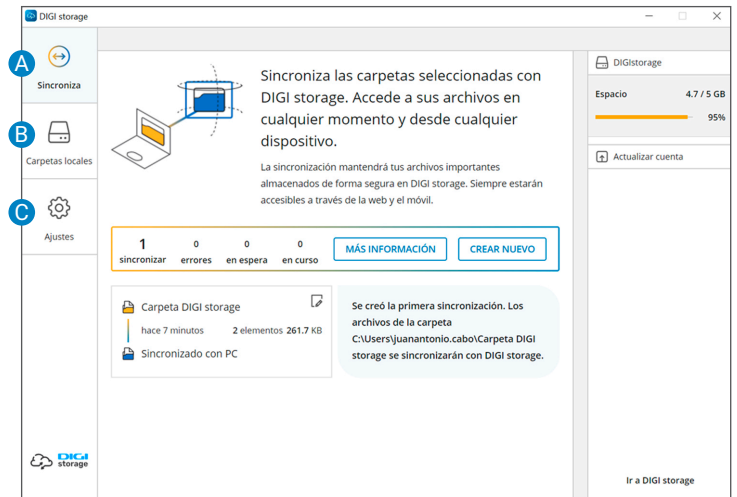 DIGI storage
A
Sincroniza
B
Carpetas locales
C
Ajustes
DIGI
storage
Sincroniza las carpetas seleccionadas con
DIGI storage. Accede a sus archivos en
cualquier momento y desde cualquier
dispositivo.
La sincronización mantendrá tus archivos importantes
almacenados de forma segura en DIGI storage. Siempre estarán
accesibles a través de la web y el móvil.
1 0 0 0
sincronizar errores en espera en curso
MÁS INFORMACIÓN CREAR NUEVO
Carpeta DIGI storage
hace 7 minutos 2 elementos 261.7 KB
Sincronizado con PC
Se creó la primera sincronización. Los
archivos de la carpeta
C:\Users\juanantonio.cabo\Carpeta DIGI
storage se sincronizarán con DIGI storage.
DIGIstorage
Espacio 4.7 / 5 GB
95%
Actualizar cuenta
Ir a DIGI storage